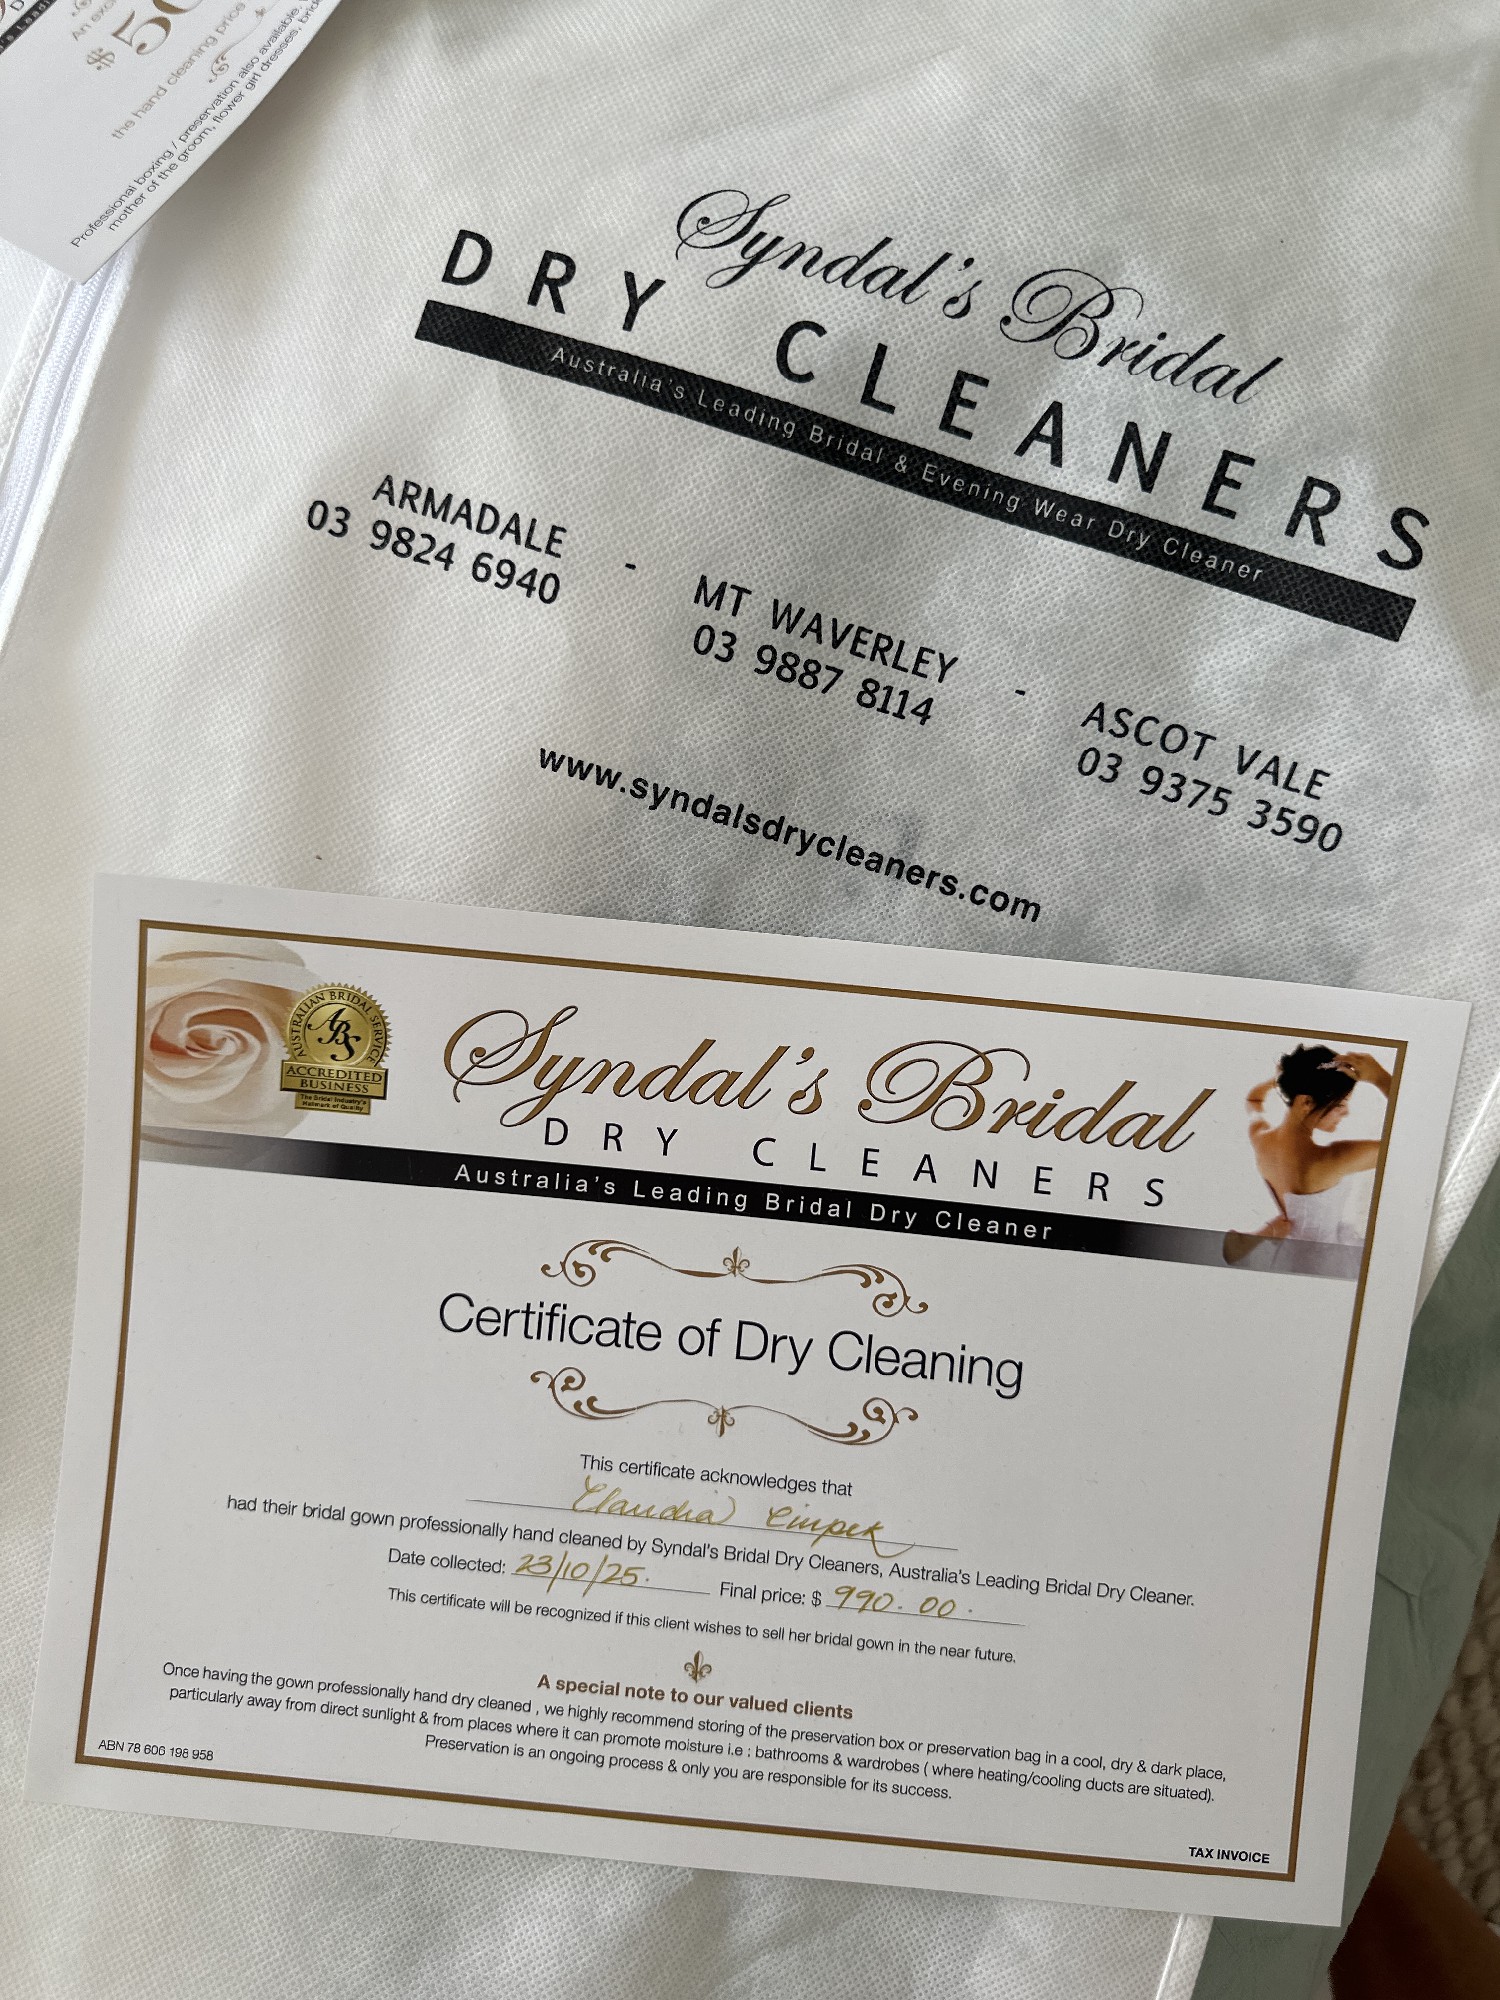 An
$ 50
the hand cleaning price
Professional boxing / preservation also available.
mother of the groom, flower girl dresses,
Syndal's Bridal
DRY CLEANERS
Australia's Leading Bridal & Evening Wear Dry Cleaner
ARMADALE - MT WAVERLEY - ASCOT VALE
03 9824 6940 03 9887 8114 03 9375 3590
www.syndalsdrycleaners.com
AUSTRALIAN BRIDAL SERVICE
ABS
ACCREDITED
BUSINESS
The Bridal Industry's
Hallmark of Quality
Syndal's Bridal
DRY CLEANERS
Australia's Leading Bridal Dry Cleaner
Certificate of Dry Cleaning
This certificate acknowledges that
Claudia Cinpek
had their bridal gown professionally hand cleaned by Syndal's Bridal Dry Cleaners, Australia's Leading Bridal Dry Cleaner.
Date collected: 23/10/25. Final price: $ 990.00.
This certificate will be recognized if this client wishes to sell her bridal gown in the near future.
A special note to our valued clients
Once having the gown professionally hand dry cleaned , we highly recommend storing of the preservation box or preservation bag in a cool, dry & dark place,
particularly away from direct sunlight & from places where it can promote moisture i.e : bathrooms & wardrobes ( where heating/cooling ducts are situated).
Preservation is an ongoing process & only you are responsible for its success.
ABN 78 606 198 958
TAX INVOICE